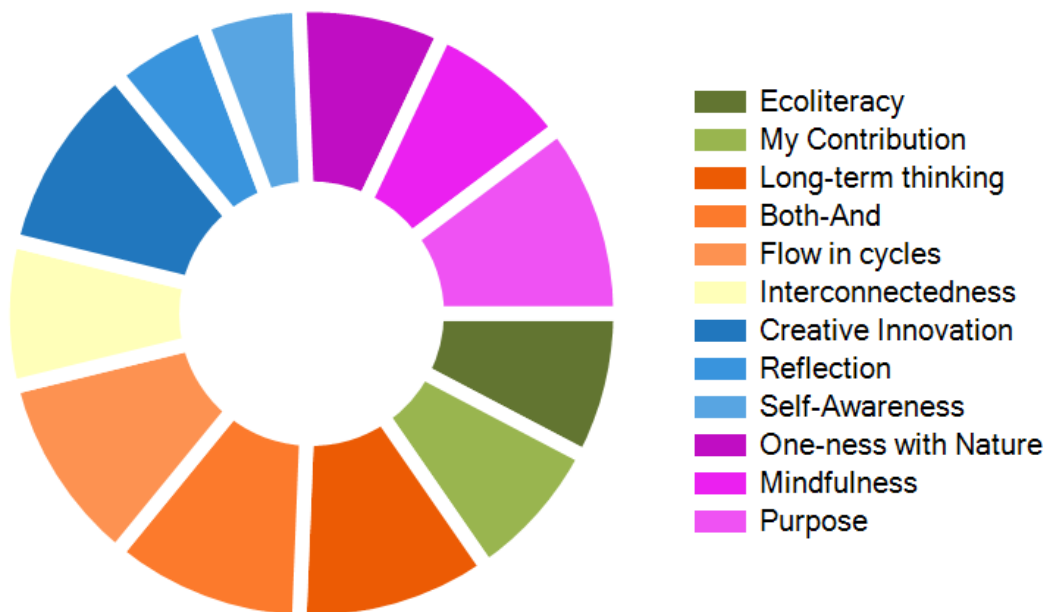 Ecoliteracy
My Contribution
Long-term thinking
Both-And
Flow in cycles
Interconnectedness
Creative Innovation
Reflection
Self-Awareness
One-ness with Nature
Mindfulness
Purpose